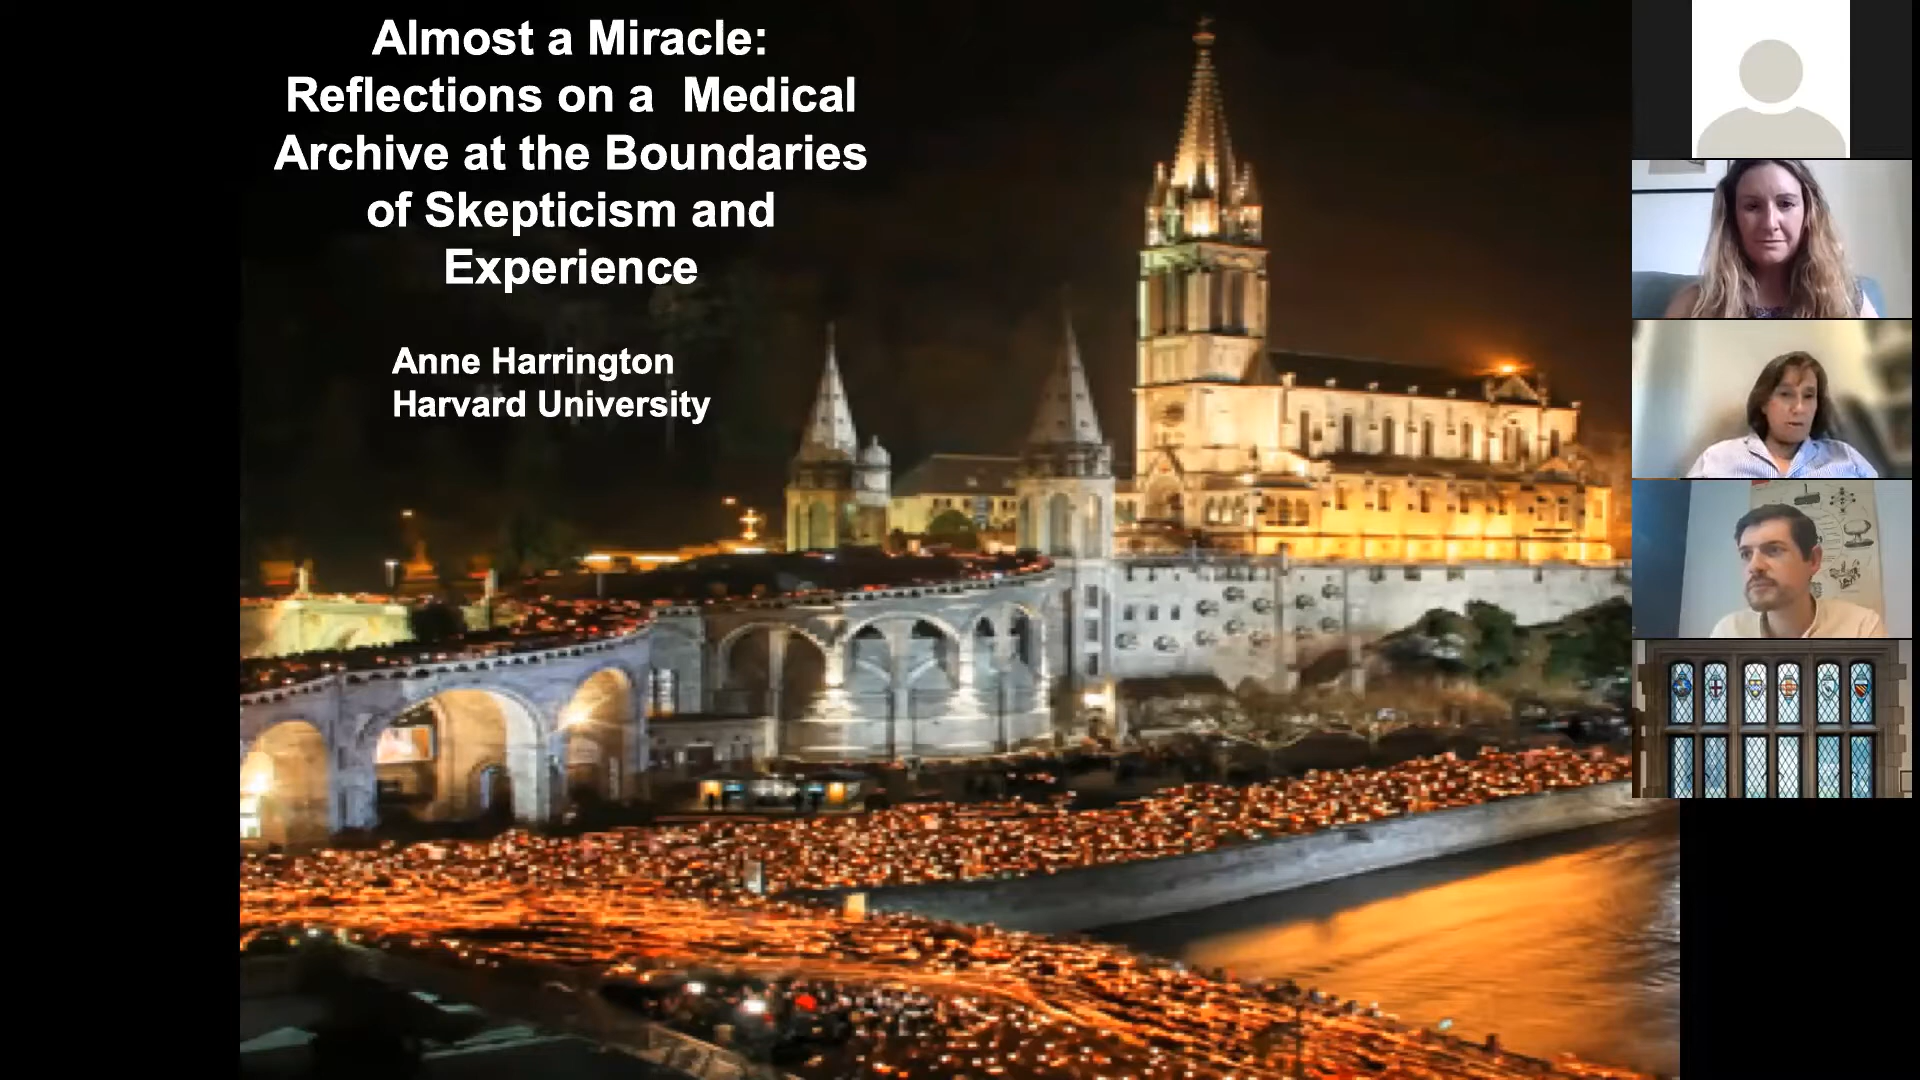 Almost a Miracle:
Reflections on a  Medical
Archive at the Boundaries
of Skepticism and
Experience
Anne Harrington
Harvard University